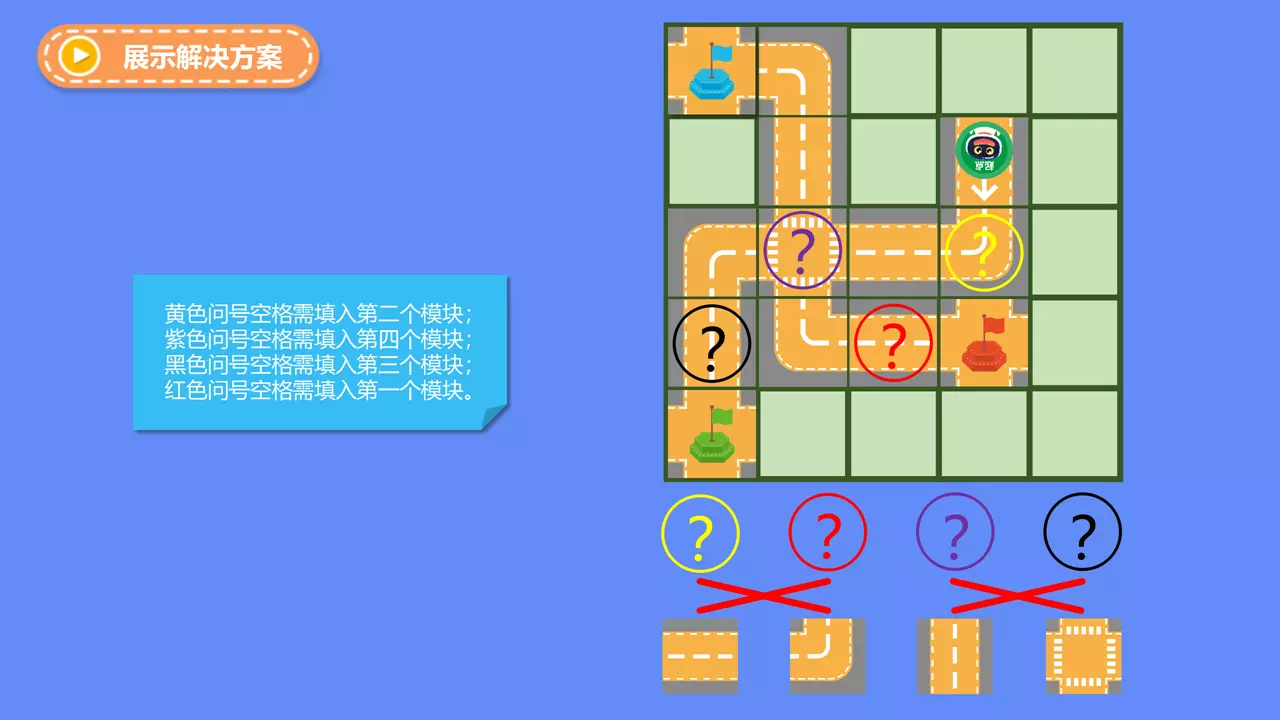 展示解决方案
起点
?
?
黄色问号空格需填入第二个模块；
紫色问号空格需填入第四个模块；
黑色问号空格需填入第三个模块；
红色问号空格需填入第一个模块。
?
?
? ? ? ?